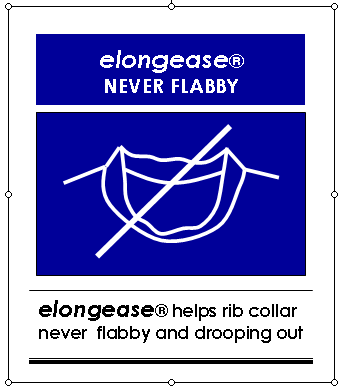 elongease®
NEVER FLABBY
elongease® helps rib collar
never flabby and drooping out